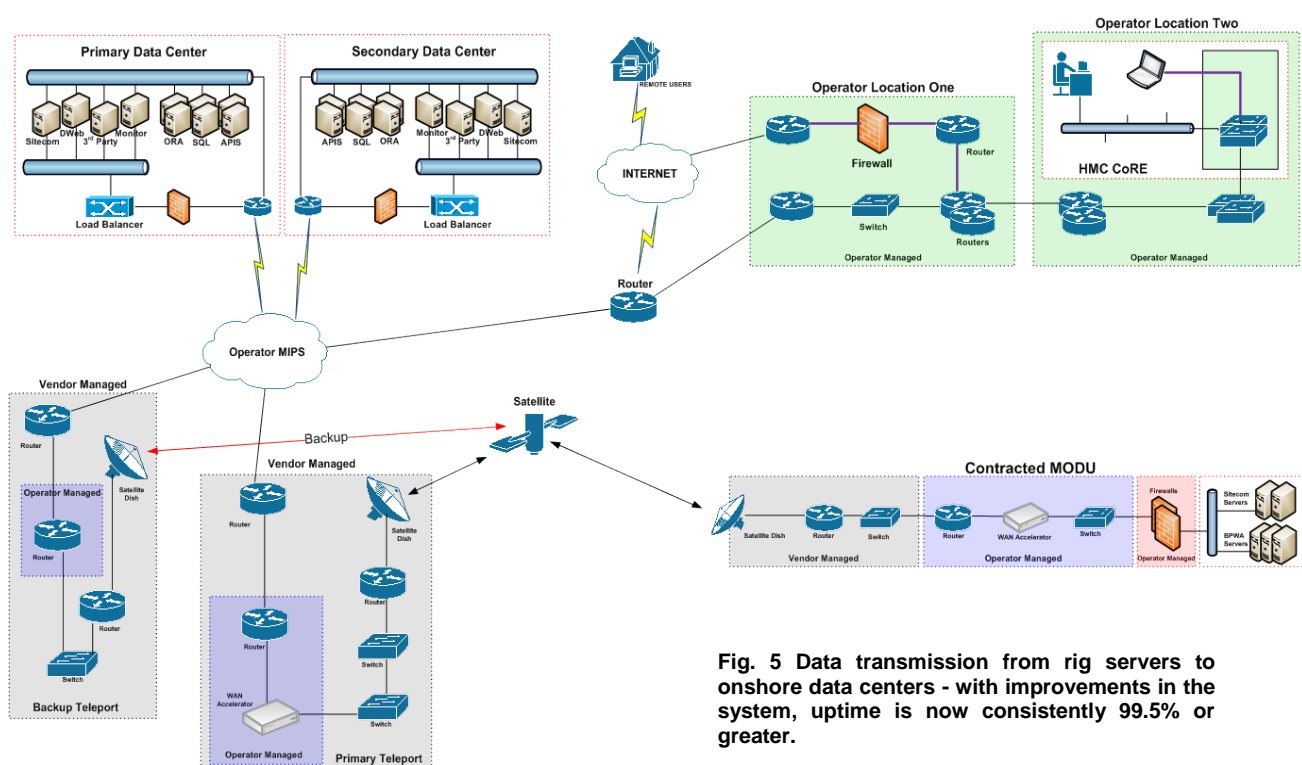 Primary Data Center
Sitecom
DWeb
3rd Party
Monitor
ORA
SQL
APIS
Load Balancer
Secondary Data Center
APIS
SQL
ORA
Monitor
3rd Party
DWeb
Sitecom
Load Balancer
REMOTE USERS
INTERNET
Router
Operator Location One
Firewall
Router
Switch
Routers
Operator Managed
Operator Location Two
HMC CoRE
Operator Managed
Operator MIPS
Vendor Managed
Router
Satellite
Dish
Operator Managed
Router
Router
Switch
Backup Teleport
Backup
Satellite
Vendor Managed
Router
Satellite
Dish
Router
Router
Switch
WAN
Accelerator
Switch
Operator Managed
Primary Teleport
Contracted MODU
Satellite Dish
Router
Switch
Vendor Managed
Router
WAN Accelerator
Switch
Operator Managed
Firewalls
Operator Managed
Sitecom
Servers
BPWA
Servers
Fig. 5 Data transmission from rig servers to
onshore data centers - with improvements in the
system, uptime is now consistently 99.5% or
greater.